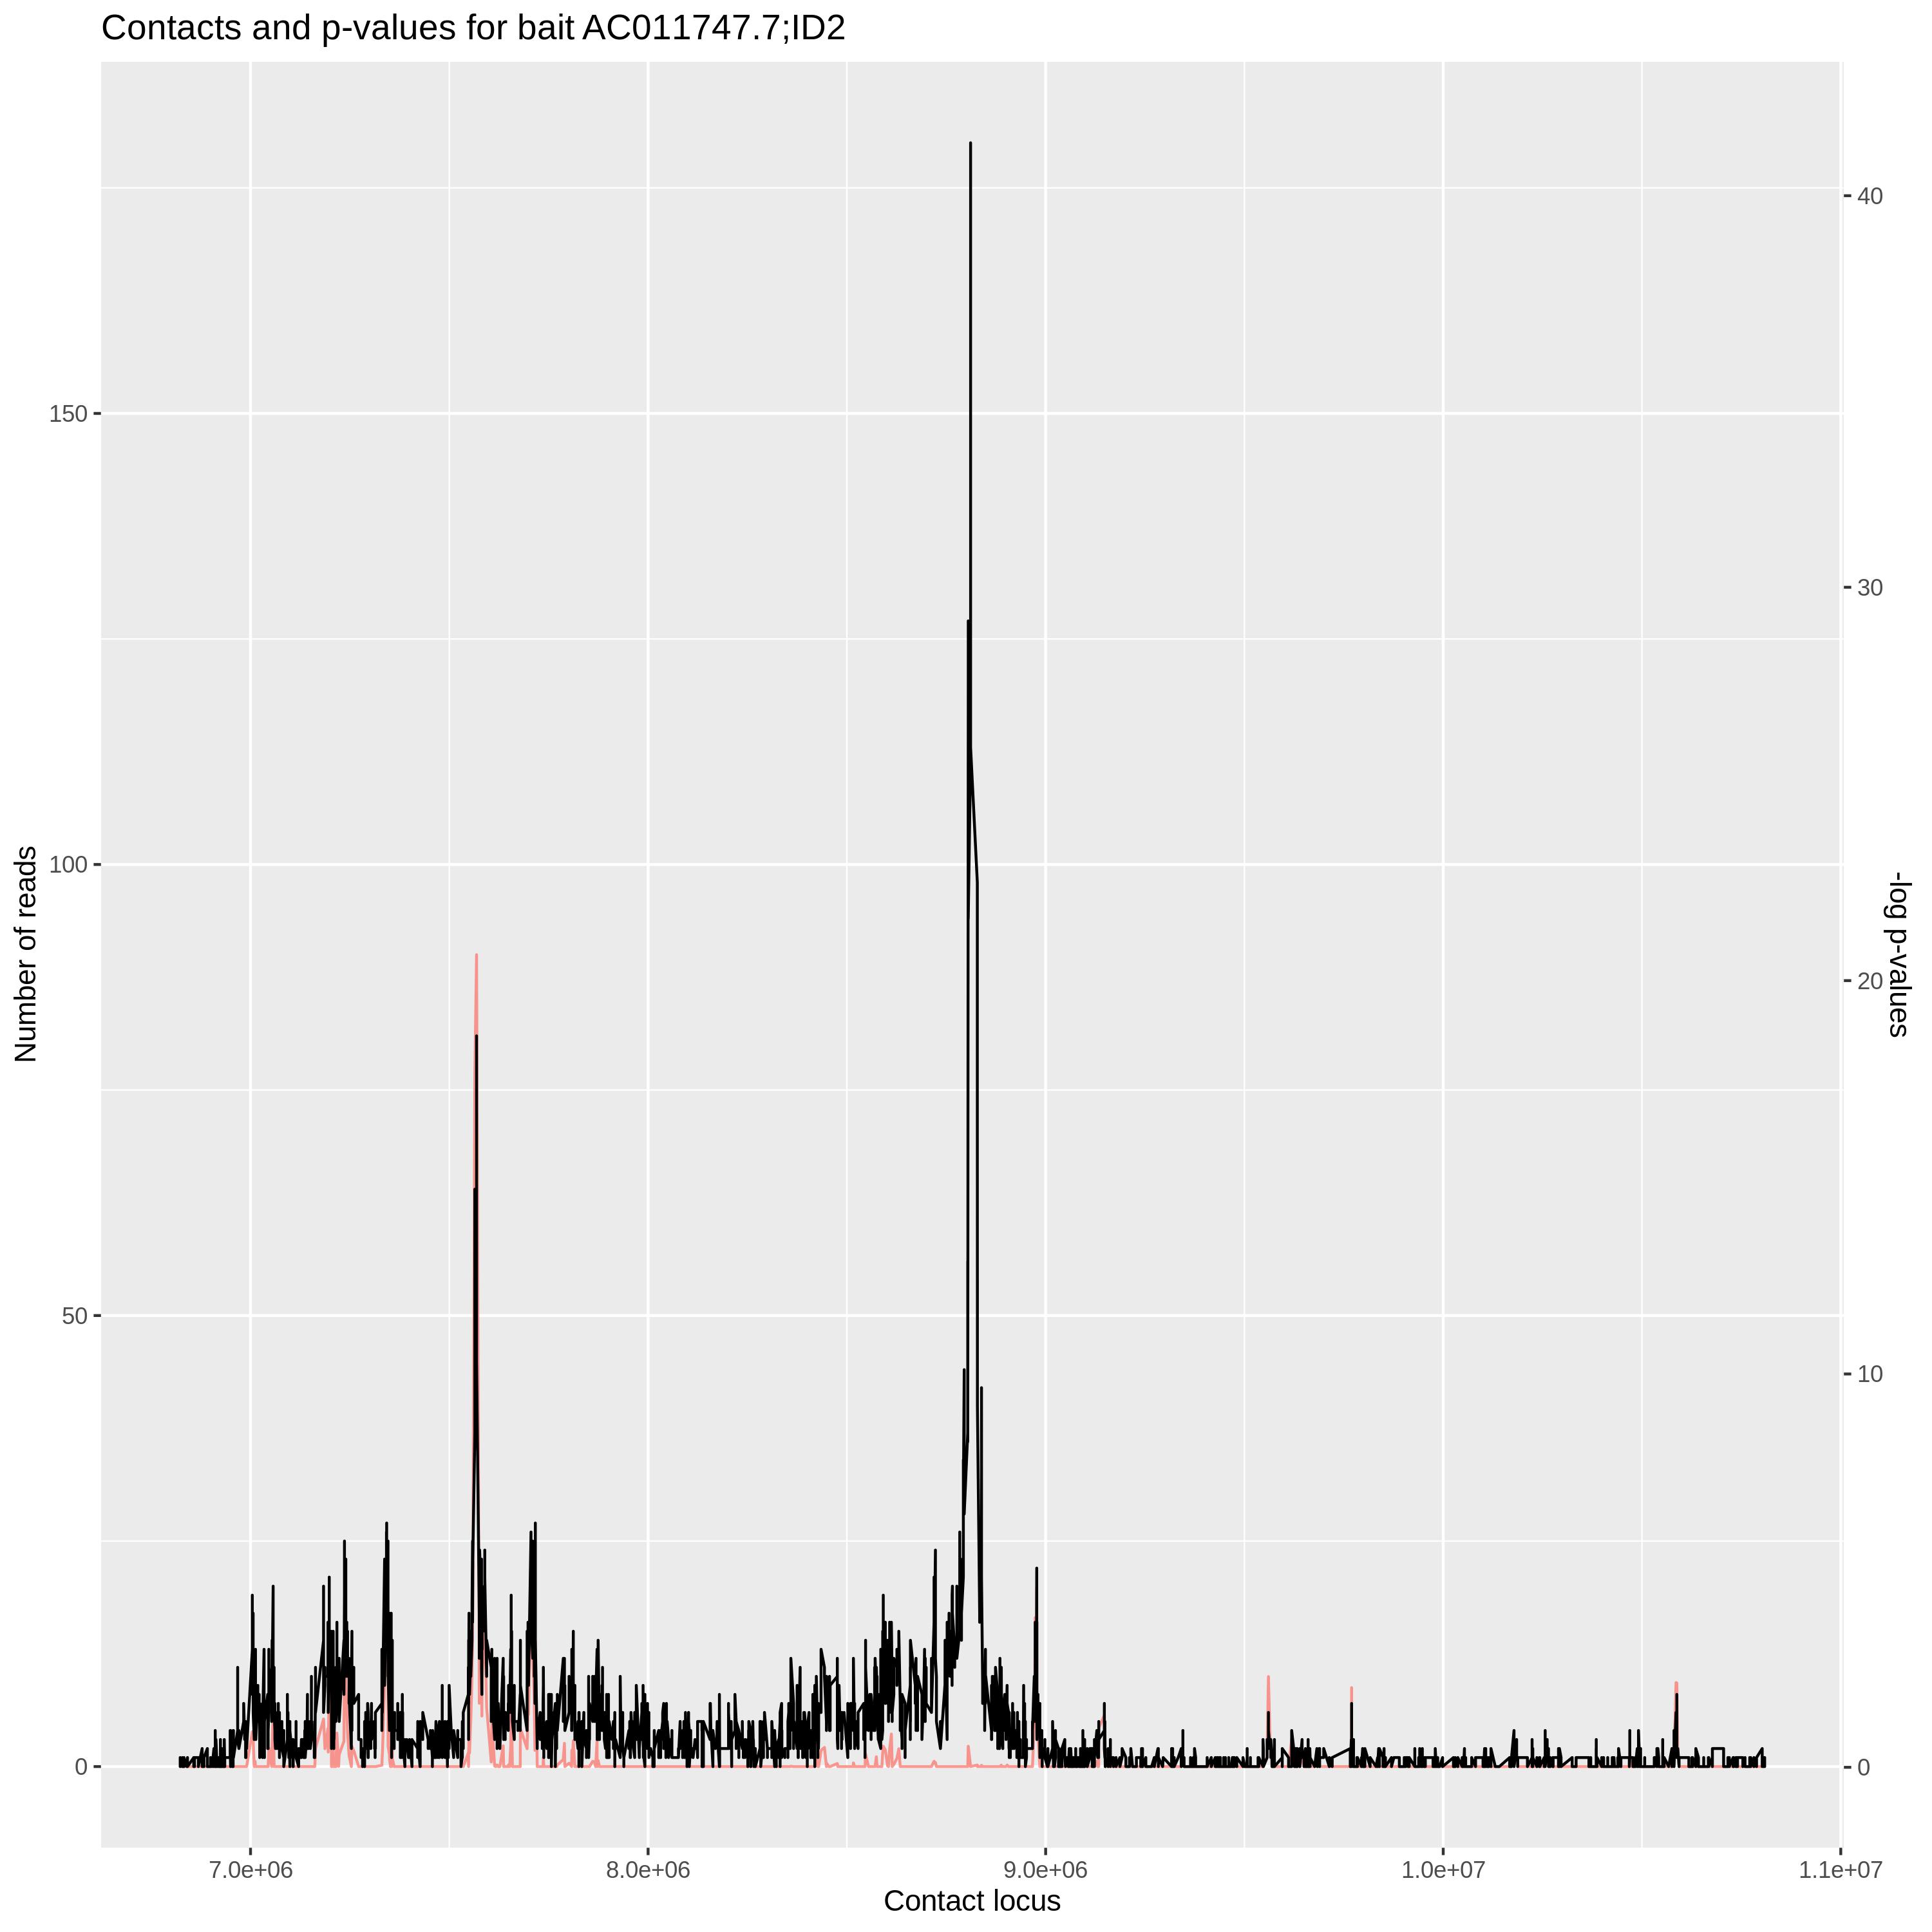 Contacts and p-values for bait AC011747.7;ID2
Number of reads
150
100
50
0
40
30
20
10
0
-log p-values
7.0e+06
8.0e+06
9.0e+06
1.0e+07
1.1e+07
Contact locus